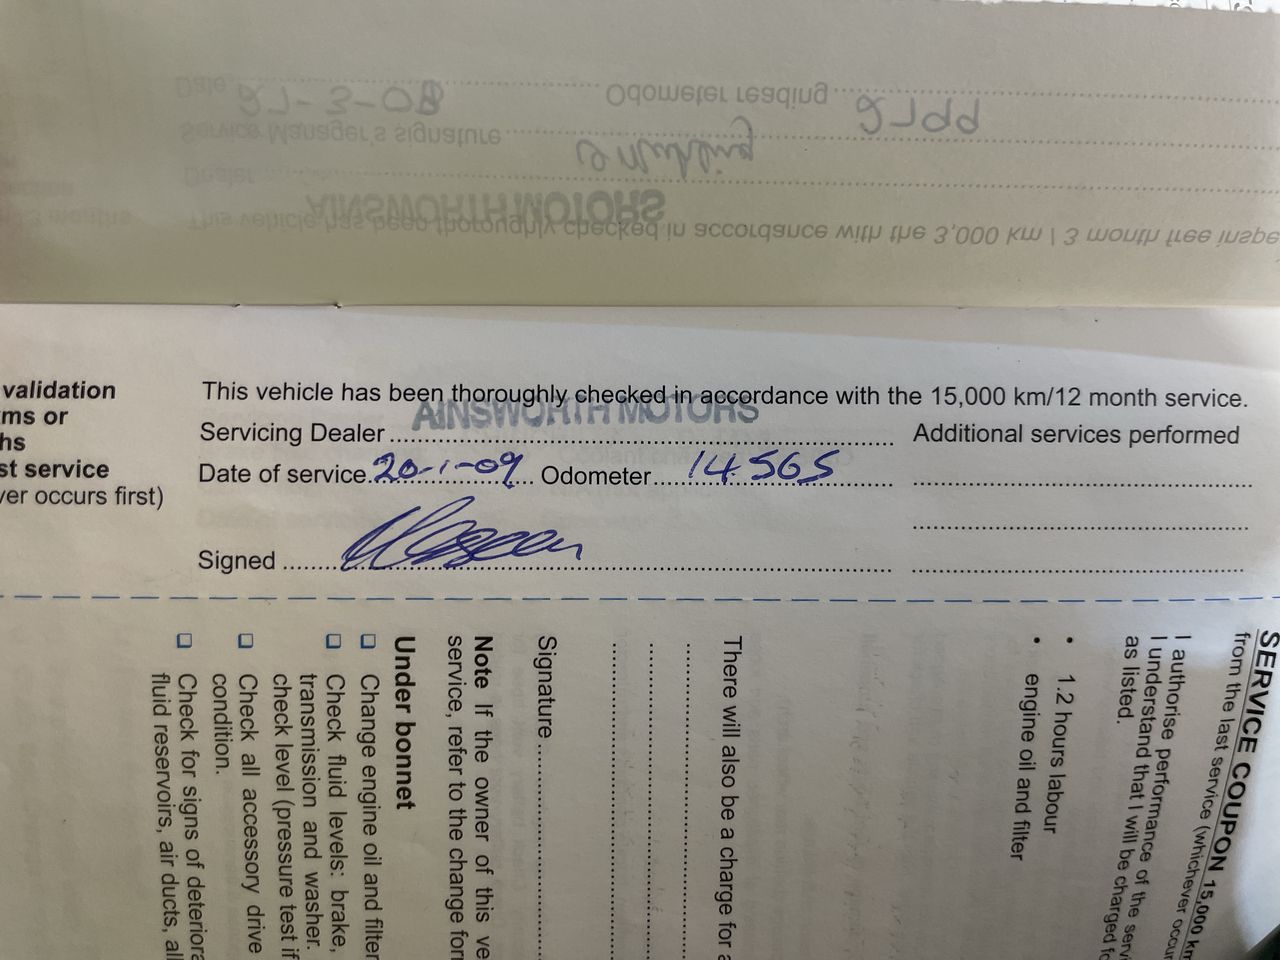 Date 27-3-08 Odometer reading 2799
Service Manager's signature
Dealer AINSWORTH MOTORS
This vehicle has been thoroughly checked in accordance with the 3,000 km / 3 month free inspe
3 months
validation
ms or
hs
st service
ver occurs first)
This vehicle has been thoroughly checked in accordance with the 15,000 km/12 month service.
AINSWORTH MOTORS
Servicing Dealer Additional services performed
Date of service 20-1-09 Odometer 14565
Signed
SERVICE COUPON 15,000 km
from the last service (whichever occur
I authorise performance of the servi
I understand that I will be charged fo
as listed.
• 1.2 hours labour
• engine oil and filter
There will also be a charge for a
Signature
Note If the owner of this ve
service, refer to the change for
Under bonnet
☐ Change engine oil and filter
☐ Check fluid levels: brake,
transmission and washer.
check level (pressure test if
☐ Check all accessory drive
condition.
☐ Check for signs of deteriora
fluid reservoirs, air ducts, all